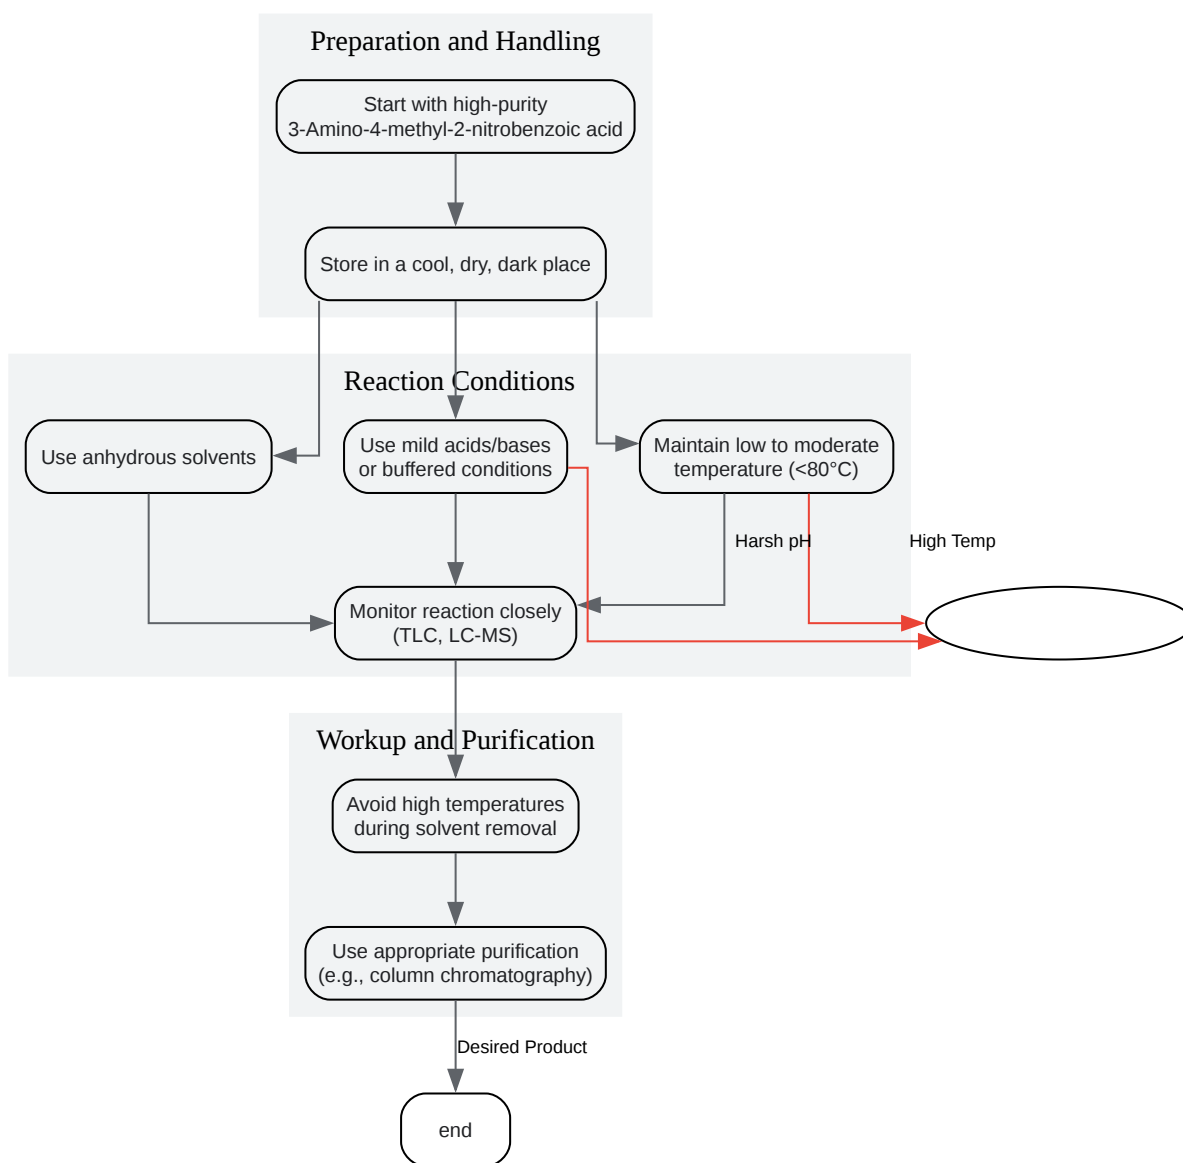 Preparation and Handling
Start with high-purity
3-Amino-4-methyl-2-nitrobenzoic acid
Store in a cool, dry, dark place
Reaction Conditions
Use anhydrous solvents
Use mild acids/bases
or buffered conditions
Maintain low to moderate
temperature (<80°C)
Harsh pH
High Temp
Monitor reaction closely
(TLC, LC-MS)
Workup and Purification
Avoid high temperatures
during solvent removal
Use appropriate purification
(e.g., column chromatography)
Desired Product
end